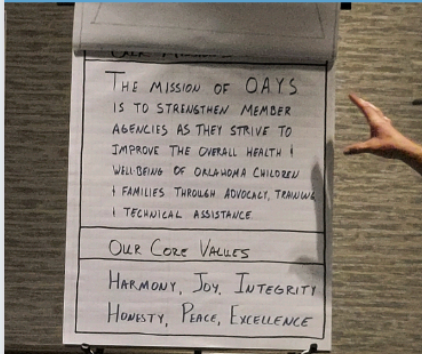 THE MISSION OF OAYS
IS TO STRENGTHEN MEMBER
AGENCIES AS THEY STRIVE TO
IMPROVE THE OVERALL HEALTH &
WELL-BEING OF OKLAHOMA CHILDREN
& FAMILIES THROUGH ADVOCACY, TRAINING
& TECHNICAL ASSISTANCE
OUR CORE VALUES
HARMONY, JOY, INTEGRITY
HONESTY, PEACE, EXCELLENCE